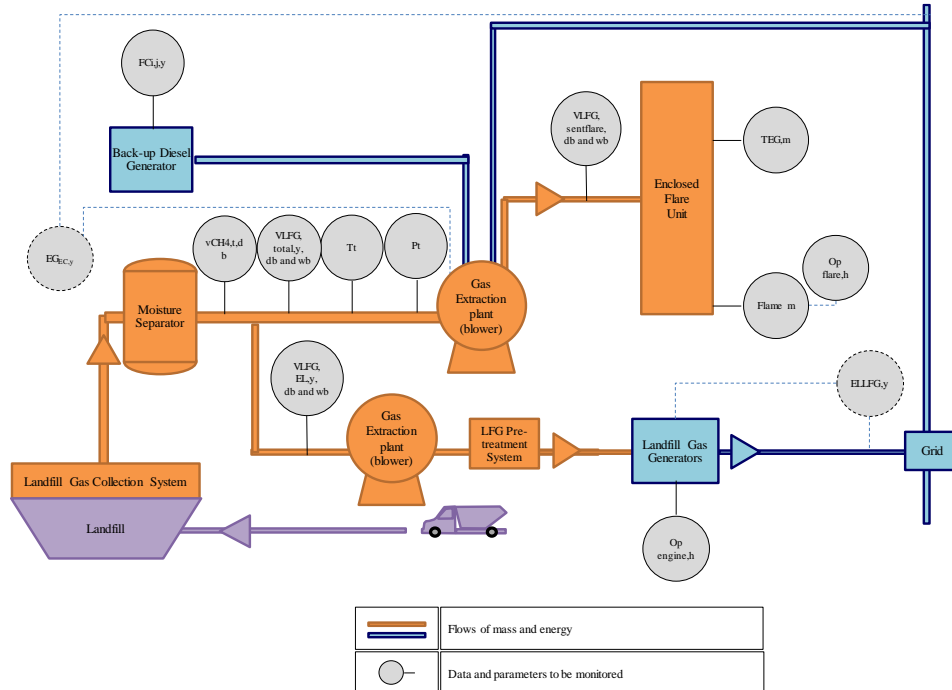 FCi,j,y
Back-up Diesel
Generator
VLFG,
sentflare,
db and wb
Enclosed
Flare
Unit
TEG,m
EGEC,y
vCH4,t,d
b
VLFG,
total,y,
db and wb
Tt
Pt
Gas
Extraction
plant
(blower)
Op
flare,h
Flame m
Moisture
Separator
VLFG,
EL,y,
db and wb
Gas
Extraction
plant
(blower)
LFG Pre-
treatment
System
Landfill Gas
Generators
ELLFG,y
Grid
Landfill Gas Collection System
Landfill
Op
engine,h
Flows of mass and energy
Data and parameters to be monitored